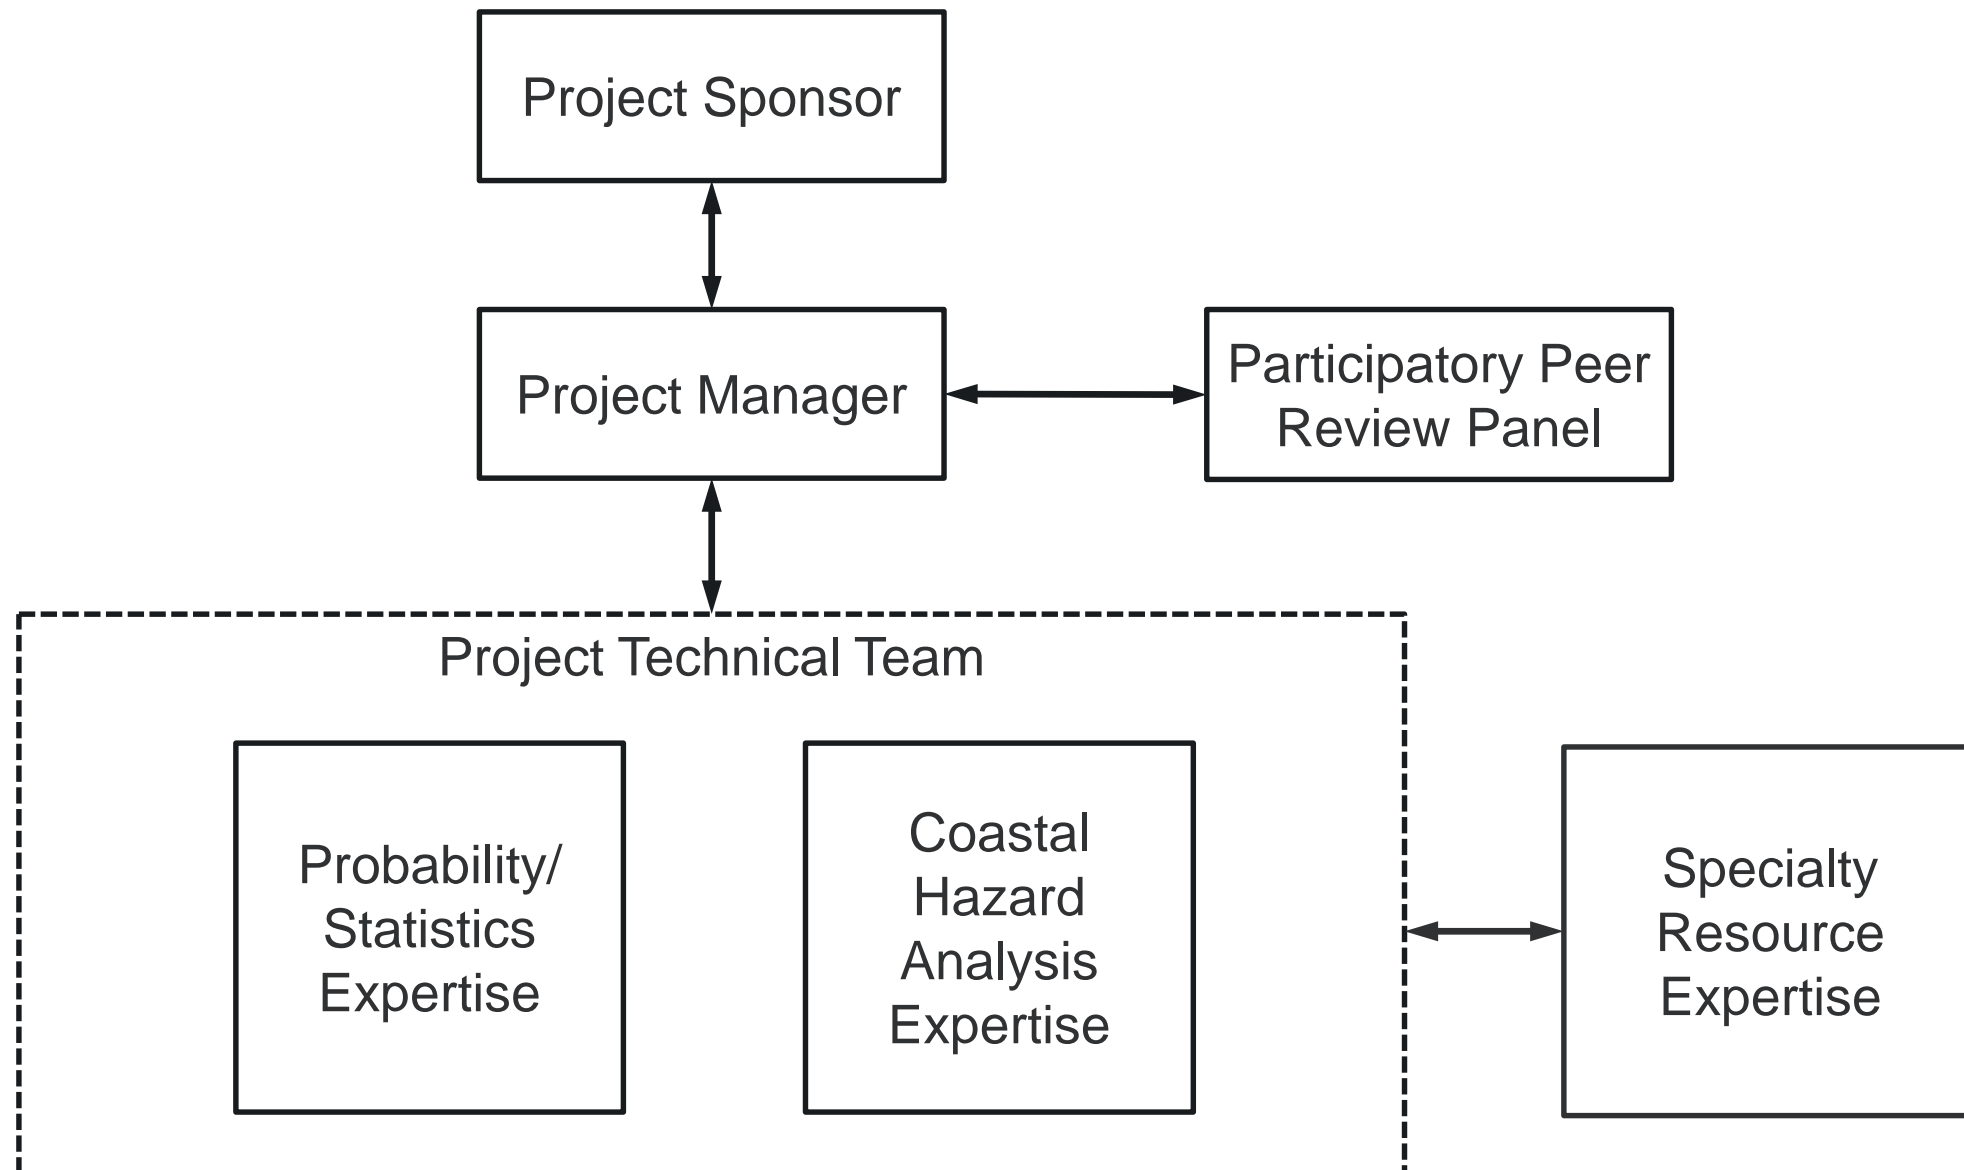 Project Sponsor
Project Manager
Participatory Peer
Review Panel
Project Technical Team
Probability/
Statistics
Expertise
Coastal
Hazard
Analysis
Expertise
Specialty
Resource
Expertise